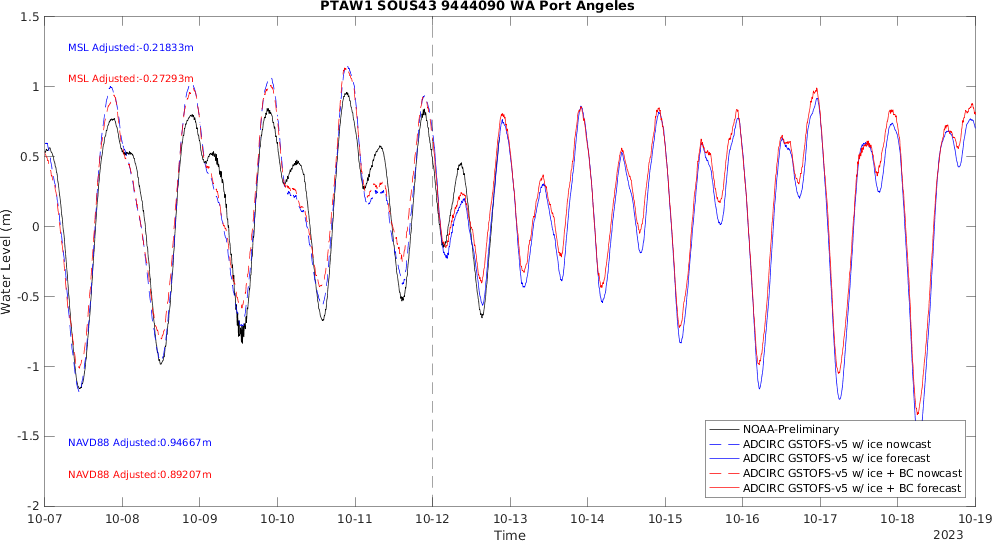 PTAW1 SOUS43 9444090 WA Port Angeles
1.5
MSL Adjusted:-0.21833m
MSL Adjusted:-0.27293m
1
0.5
0
-0.5
-1
-1.5
-2
Water Level (m)
NAVD88 Adjusted:0.94667m
NAVD88 Adjusted:0.89207m
NOAA-Preliminary
ADCIRC GSTOFS-v5 w/ ice nowcast
ADCIRC GSTOFS-v5 w/ ice forecast
ADCIRC GSTOFS-v5 w/ ice + BC nowcast
ADCIRC GSTOFS-v5 w/ ice + BC forecast
10-07 10-08 10-09 10-10 10-11 10-12 10-13 10-14 10-15 10-16 10-17 10-18 10-19
Time
2023